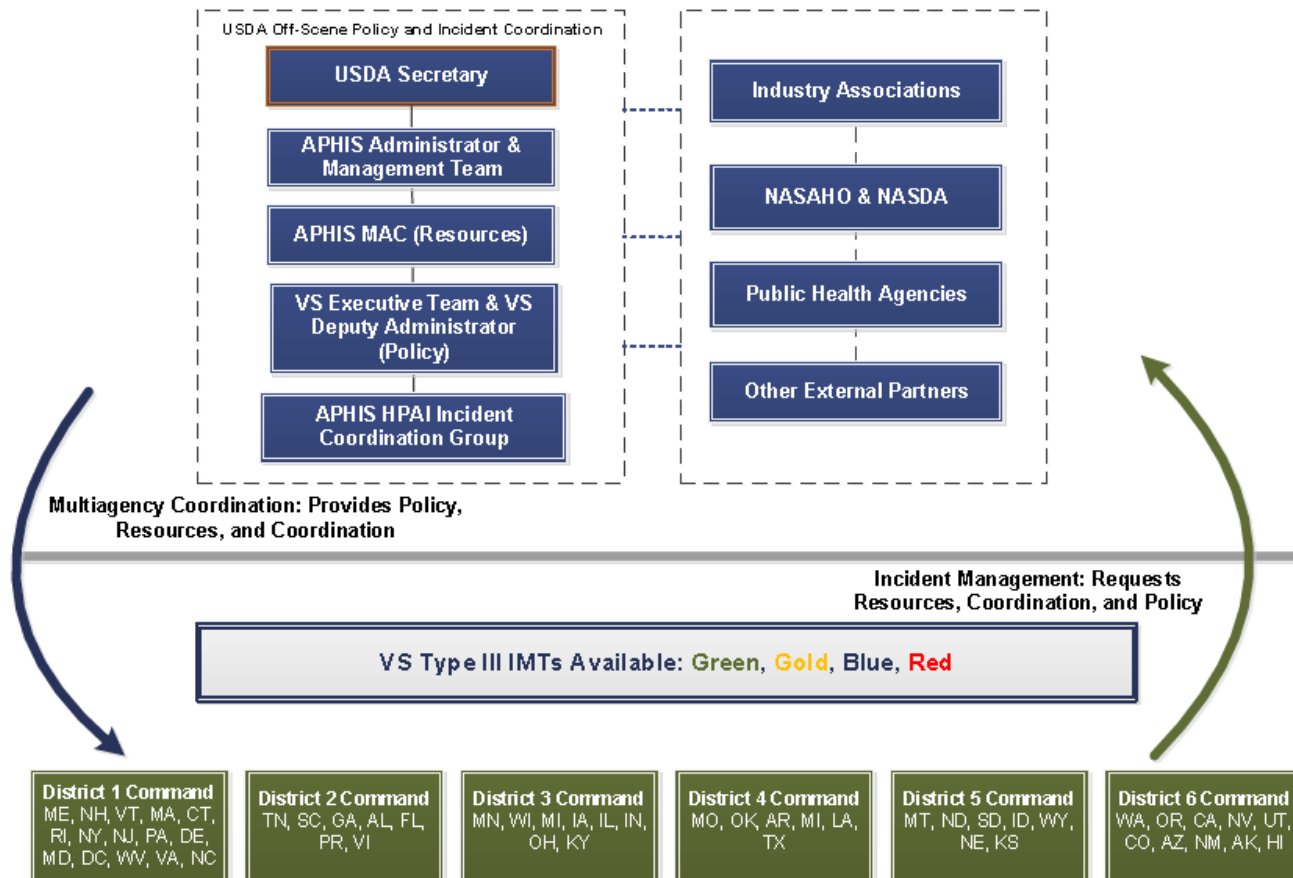 USDA Off-Scene Policy and Incident Coordination
USDA Secretary
APHIS Administrator &
Management Team
APHIS MAC (Resources)
VS Executive Team & VS
Deputy Administrator
(Policy)
APHIS HPAI Incident
Coordination Group
Industry Associations
NASAHO & NASDA
Public Health Agencies
Other External Partners
Multiagency Coordination: Provides Policy,
Resources, and Coordination
Incident Management: Requests
Resources, Coordination, and Policy
VS Type III IMTs Available: Green, Gold, Blue, Red
District 1 Command
ME, NH, VT, MA, CT,
RI, NY, NJ, PA, DE,
MD, DC, WV, VA, NC
District 2 Command
TN, SC, GA, AL, FL,
PR, VI
District 3 Command
MN, WI, MI, IA, IL, IN,
OH, KY
District 4 Command
MO, OK, AR, MI, LA,
TX
District 5 Command
MT, ND, SD, ID, WY,
NE, KS
District 6 Command
WA, OR, CA, NV, UT,
CO, AZ, NM, AK, HI